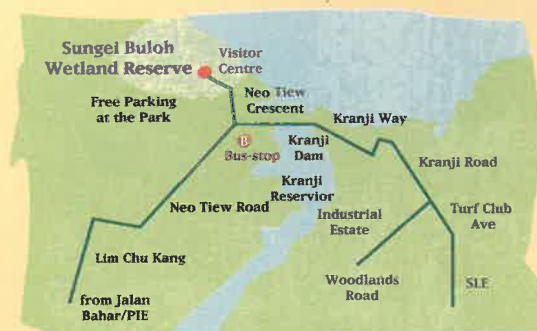 Sungei Buloh
Wetland Reserve
Visitor
Centre
Free Parking
at the Park
Neo Tiew
Crescent
Kranji Way
B
Bus-stop
Kranji
Dam
Kranji Road
Kranji
Reservior
Neo Tiew Road
Industrial
Estate
Turf Club
Ave
Lim Chu Kang
Woodlands
Road
SLE
from Jalan
Bahar/PIE